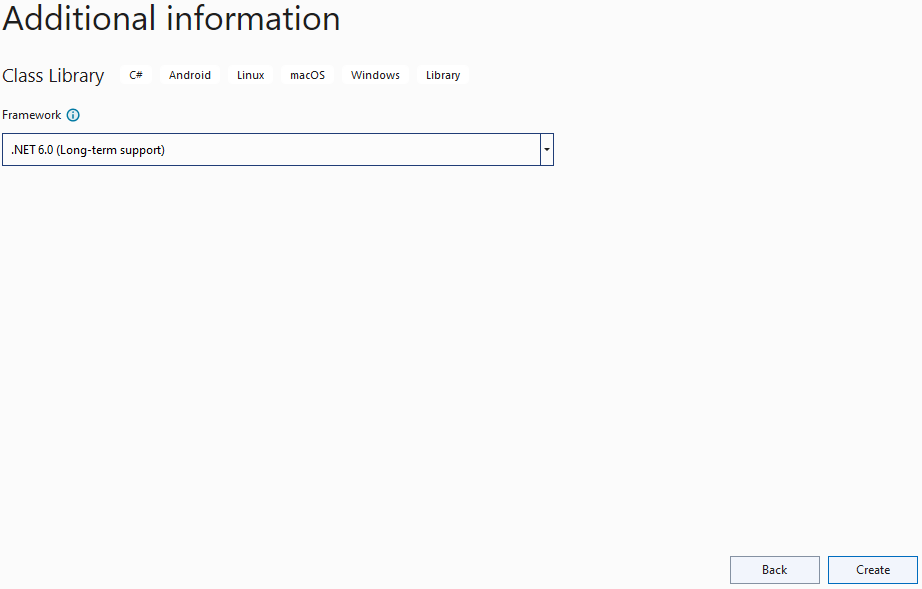 Additional information
Class Library C# Android Linux macOS Windows Library
Framework
.NET 6.0 (Long-term support)
Back Create